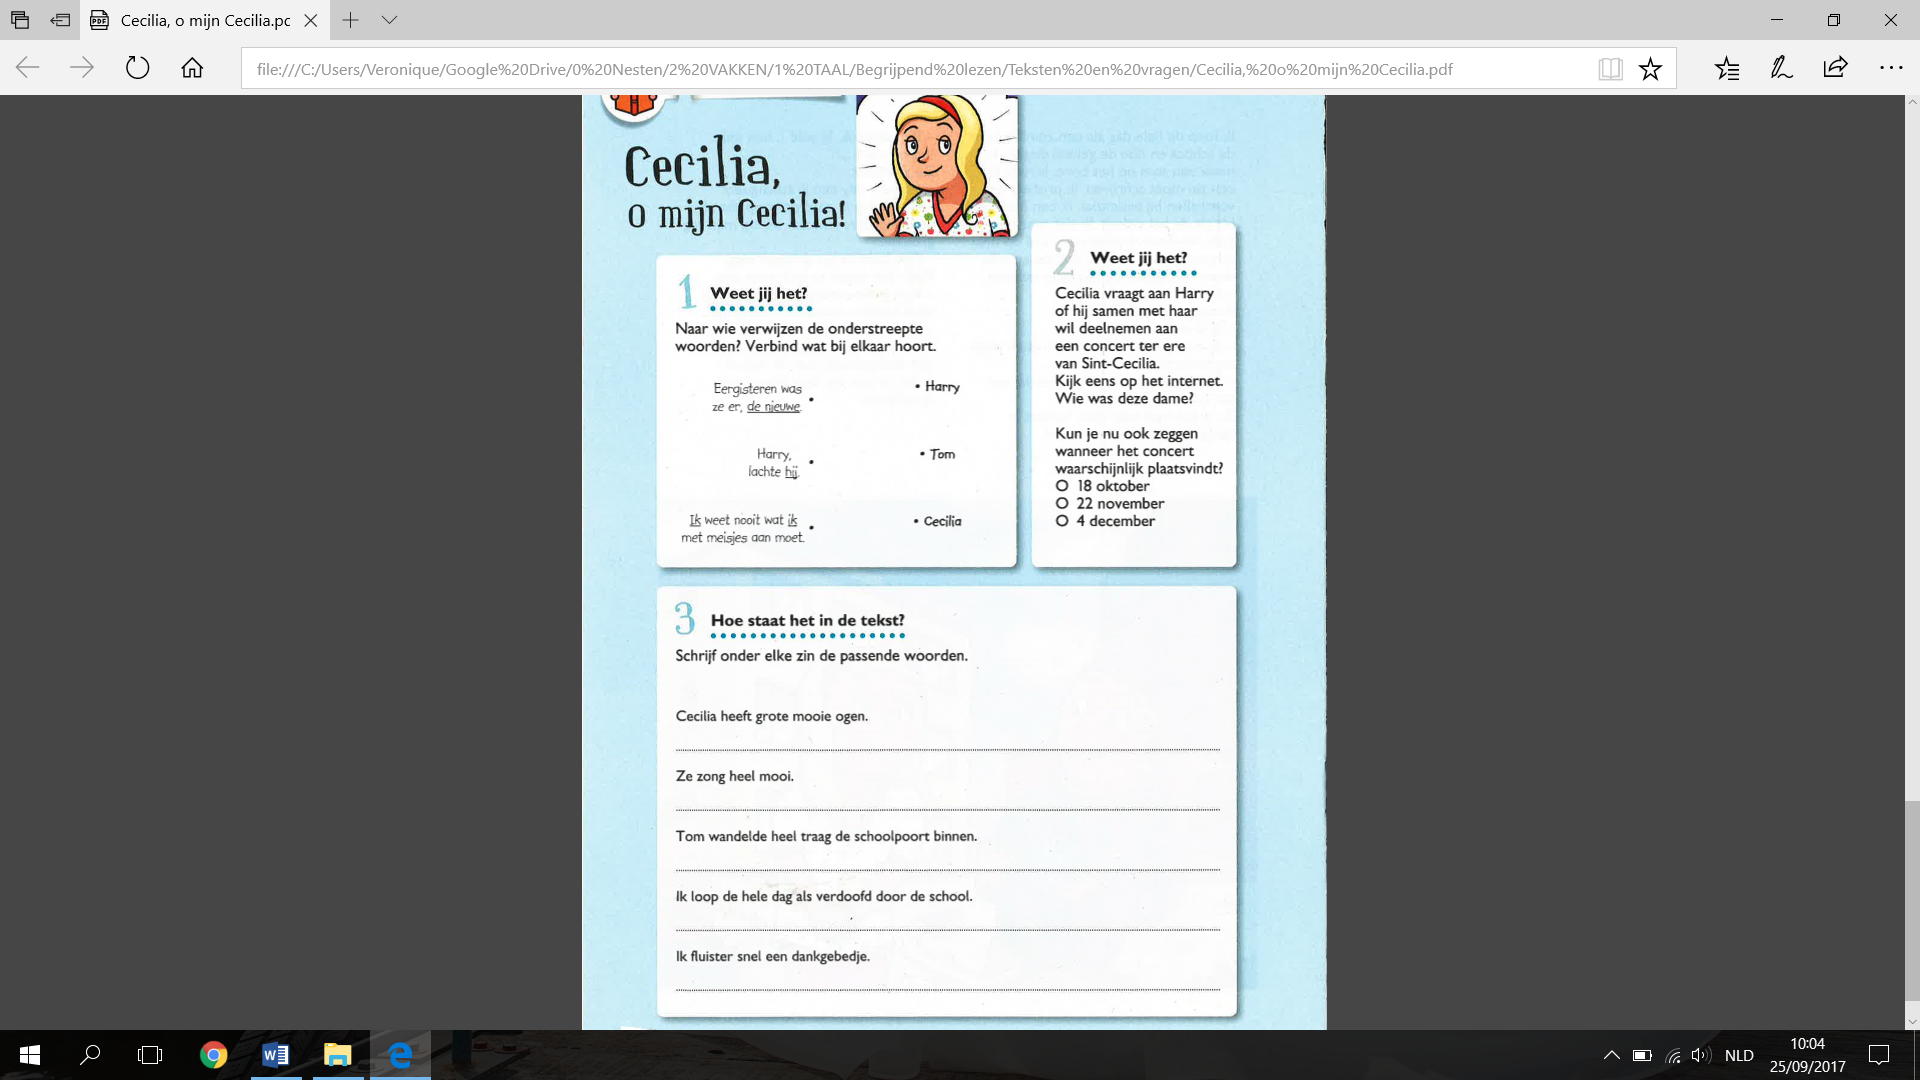 Cecilia, o mijn Cecilia.pc
file:///C:/Users/Veronique/Google%20Drive/0%20Nesten/2%20VAKKEN/1%20TAAL/Begrijpend%20lezen/Teksten%20en%20vragen/Cecilia,%20o%20mijn%20Cecilia.pdf
Cecilia,
o mijn Cecilia!
1 Weet jij het?
Naar wie verwijzen de onderstreepte
woorden? Verbind wat bij elkaar hoort.
Eergisteren was
ze er, de nieuwe.
• Harry
Harry,
lachte hij.
• Tom
Ik weet nooit wat ik
met meisjes aan moet.
• Cecilia
2 Weet jij het?
Cecilia vraagt aan Harry
of hij samen met haar
wil deelnemen aan
een concert ter ere
van Sint-Cecilia.
Kijk eens op het internet.
Wie was deze dame?
Kun je nu ook zeggen
wanneer het concert
waarschijnlijk plaatsvindt?
O 18 oktober
O 22 november
O 4 december
3 Hoe staat het in de tekst?
Schrijf onder elke zin de passende woorden.
Cecilia heeft grote mooie ogen.
Ze zong heel mooi.
Tom wandelde heel traag de schoolpoort binnen.
Ik loop de hele dag als verdoofd door de school.
Ik fluister snel een dankgebedje.
NLD
10:04
25/09/2017